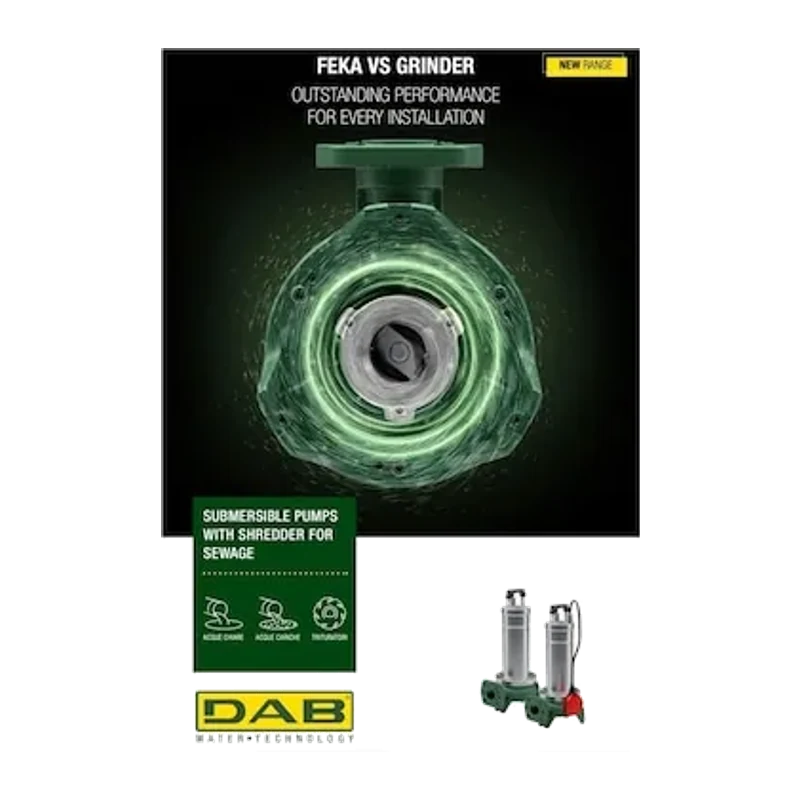 FEKA VS GRINDER
NEW RANGE
OUTSTANDING PERFORMANCE
FOR EVERY INSTALLATION
SUBMERSIBLE PUMPS
WITH SHREDDER FOR
SEWAGE
ACQUE CHIARE
ACQUE CARICHE
TRITURATORI
DAB
WATER•TECHNOLOGY